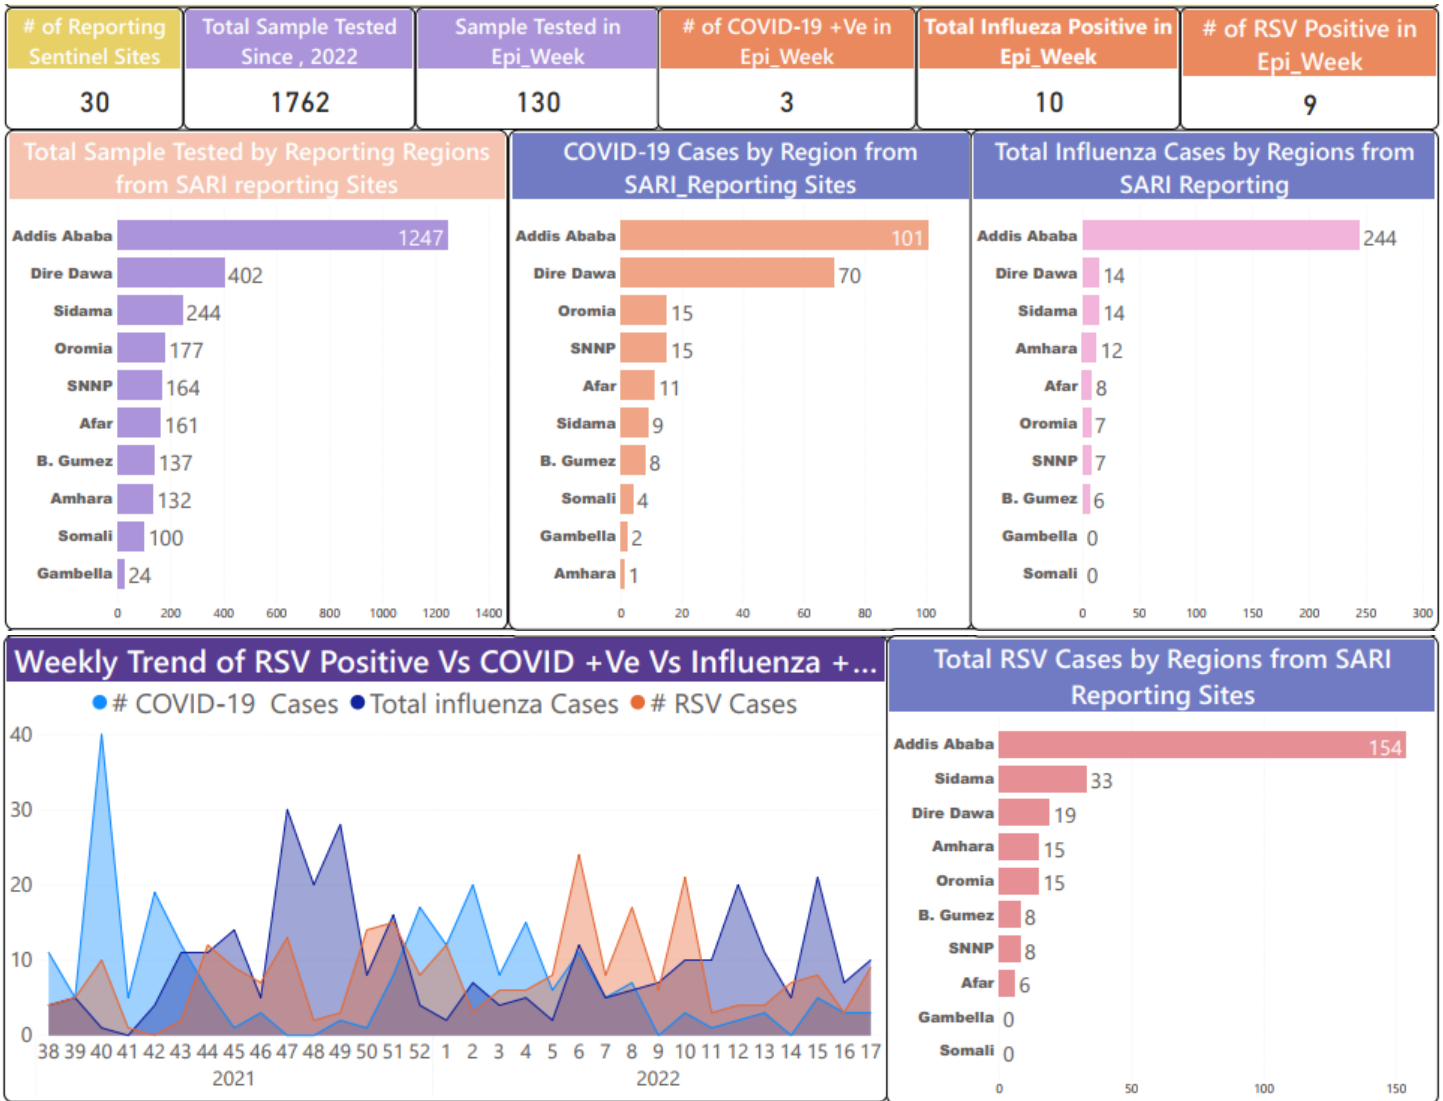 # of Reporting
Sentinel Sites
30
Total Sample Tested
Since , 2022
1762
Sample Tested in
Epi_Week
130
# of COVID-19 +Ve in
Epi_Week
3
Total Influeza Positive in
Epi_Week
10
# of RSV Positive in
Epi_Week
9
Total Sample Tested by Reporting Regions
from SARI reporting Sites
Addis Ababa 1247
Dire Dawa 402
Sidama 244
Oromia 177
SNNP 164
Afar 161
B. Gumez 137
Amhara 132
Somali 100
Gambella 24
0 200 400 600 800 1000 1200 1400
COVID-19 Cases by Region from
SARI_Reporting Sites
Addis Ababa 101
Dire Dawa 70
Oromia 15
SNNP 15
Afar 11
Sidama 9
B. Gumez 8
Somali 4
Gambella 2
Amhara 1
0 20 40 60 80 100
Total Influenza Cases by Regions from
SARI Reporting
Addis Ababa 244
Dire Dawa 14
Sidama 14
Amhara 12
Afar 8
Oromia 7
SNNP 7
B. Gumez 6
Gambella 0
Somali 0
0 50 100 150 200 250 300
Weekly Trend of RSV Positive Vs COVID +Ve Vs Influenza +...
# COVID-19 Cases Total influenza Cases # RSV Cases
40
30
20
10
0
38 39 40 41 42 43 44 45 46 47 48 49 50 51 52 1 2 3 4 5 6 7 8 9 10 11 12 13 14 15 16 17
2021 2022
Total RSV Cases by Regions from SARI
Reporting Sites
Addis Ababa 154
Sidama 33
Dire Dawa 19
Amhara 15
Oromia 15
B. Gumez 8
SNNP 8
Afar 6
Gambella 0
Somali 0
0 50 100 150